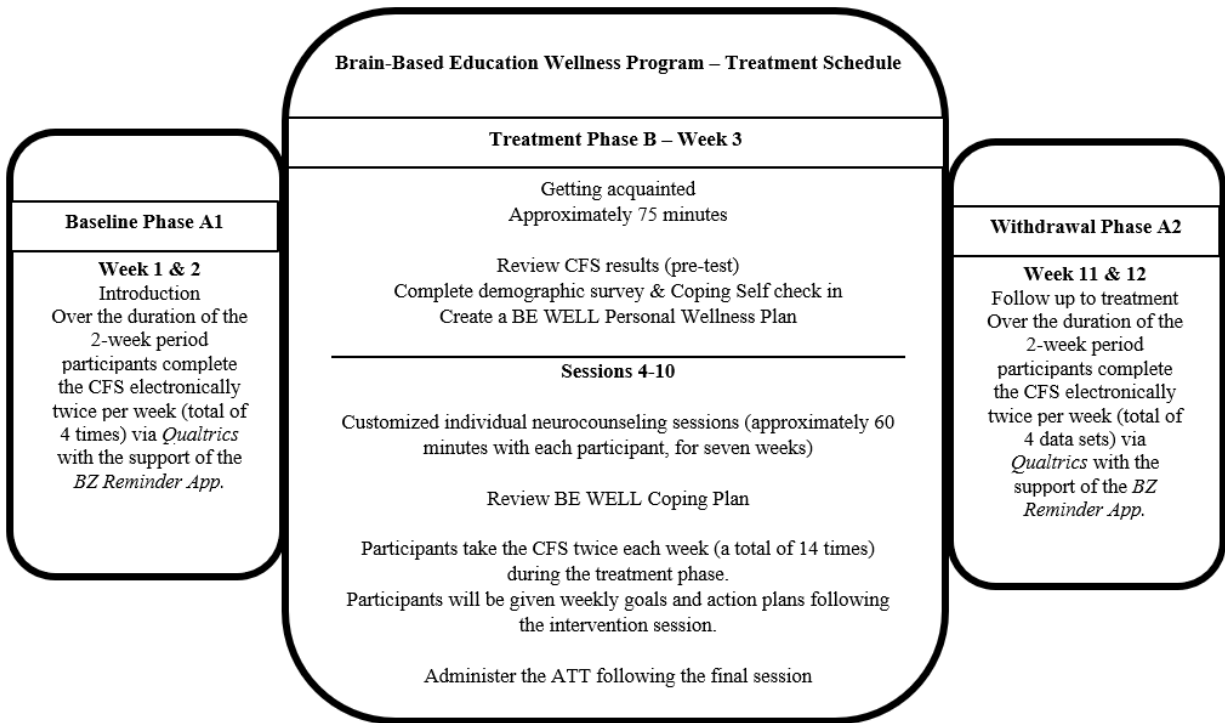 Brain-Based Education Wellness Program – Treatment Schedule
Baseline Phase A1
Week 1 & 2
Introduction
Over the duration of the
2-week period
participants complete
the CFS electronically
twice per week (total of
4 times) via Qualtrics
with the support of the
BZ Reminder App.
Treatment Phase B – Week 3
Getting acquainted
Approximately 75 minutes
Review CFS results (pre-test)
Complete demographic survey & Coping Self check in
Create a BE WELL Personal Wellness Plan
Sessions 4-10
Customized individual neurocounseling sessions (approximately 60
minutes with each participant, for seven weeks)
Review BE WELL Coping Plan
Participants take the CFS twice each week (a total of 14 times)
during the treatment phase.
Participants will be given weekly goals and action plans following
the intervention session.
Administer the ATT following the final session
Withdrawal Phase A2
Week 11 & 12
Follow up to treatment
Over the duration of the
2-week period
participants complete
the CFS electronically
twice per week (total of
4 data sets) via
Qualtrics with the
support of the BZ
Reminder App.